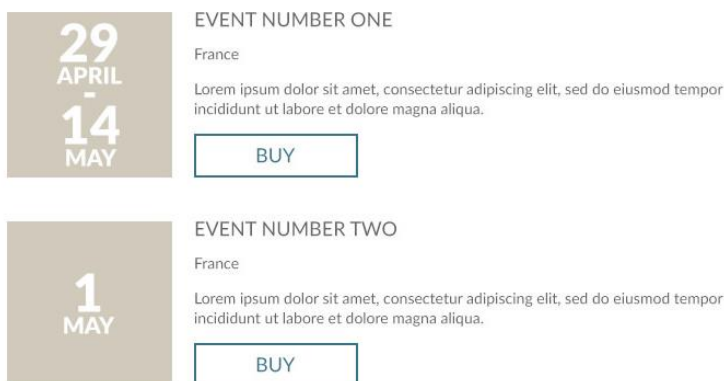 29
APRIL
-
14
MAY
EVENT NUMBER ONE
France
Lorem ipsum dolor sit amet, consectetur adipiscing elit, sed do eiusmod tempor
incididunt ut labore et dolore magna aliqua.
BUY
1
MAY
EVENT NUMBER TWO
France
Lorem ipsum dolor sit amet, consectetur adipiscing elit, sed do eiusmod tempor
incididunt ut labore et dolore magna aliqua.
BUY